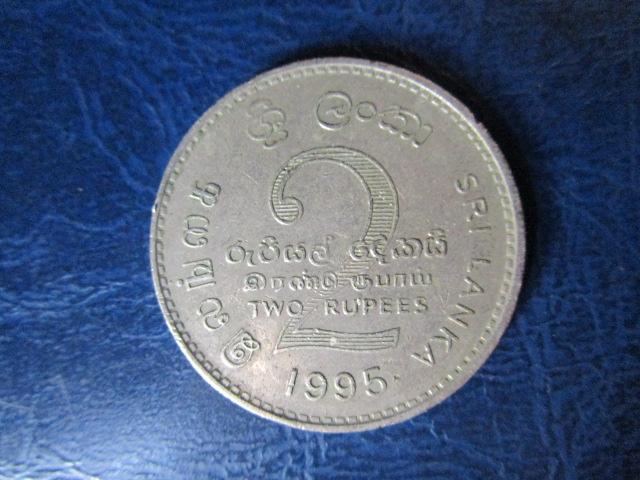 ශ්‍රී ලංකා
இலங்கை
SRI LANKA
2
රුපියල් දෙකයි
இரண்டு ரூபாய்
TWO RUPEES
1995